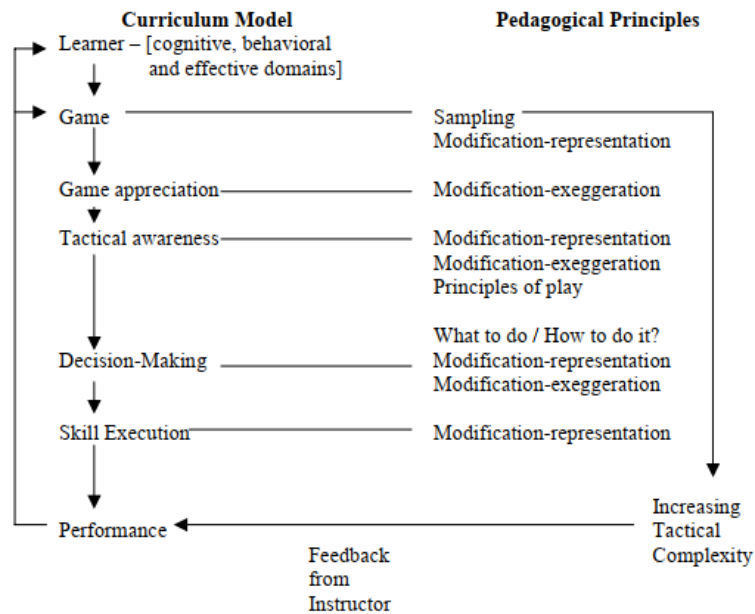 Curriculum Model
Pedagogical Principles
Learner – [cognitive, behavioral
and effective domains]
Game
Sampling
Modification-representation
Game appreciation
Modification-exeggeration
Tactical awareness
Modification-representation
Modification-exeggeration
Principles of play
What to do / How to do it?
Decision-Making
Modification-representation
Modification-exeggeration
Skill Execution
Modification-representation
Performance
Increasing
Tactical
Complexity
Feedback
from
Instructor